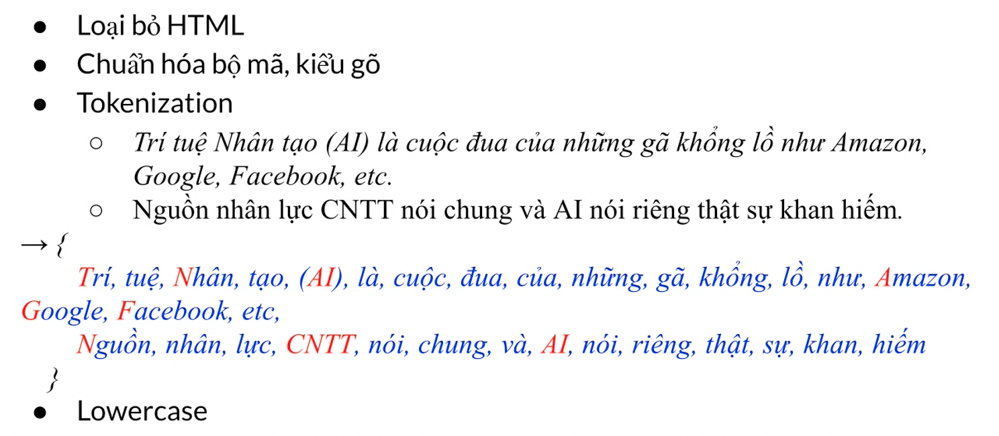 ● Loại bỏ HTML
● Chuẩn hóa bộ mã, kiểu gõ
● Tokenization
○ Trí tuệ Nhân tạo (AI) là cuộc đua của những gã khổng lồ như Amazon,
Google, Facebook, etc.
○ Nguồn nhân lực CNTT nói chung và AI nói riêng thật sự khan hiếm.
→ {
Trí, tuệ, Nhân, tạo, (AI), là, cuộc, đua, của, những, gã, khổng, lồ, như, Amazon,
Google, Facebook, etc,
Nguồn, nhân, lực, CNTT, nói, chung, và, AI, nói, riêng, thật, sự, khan, hiếm
}
● Lowercase